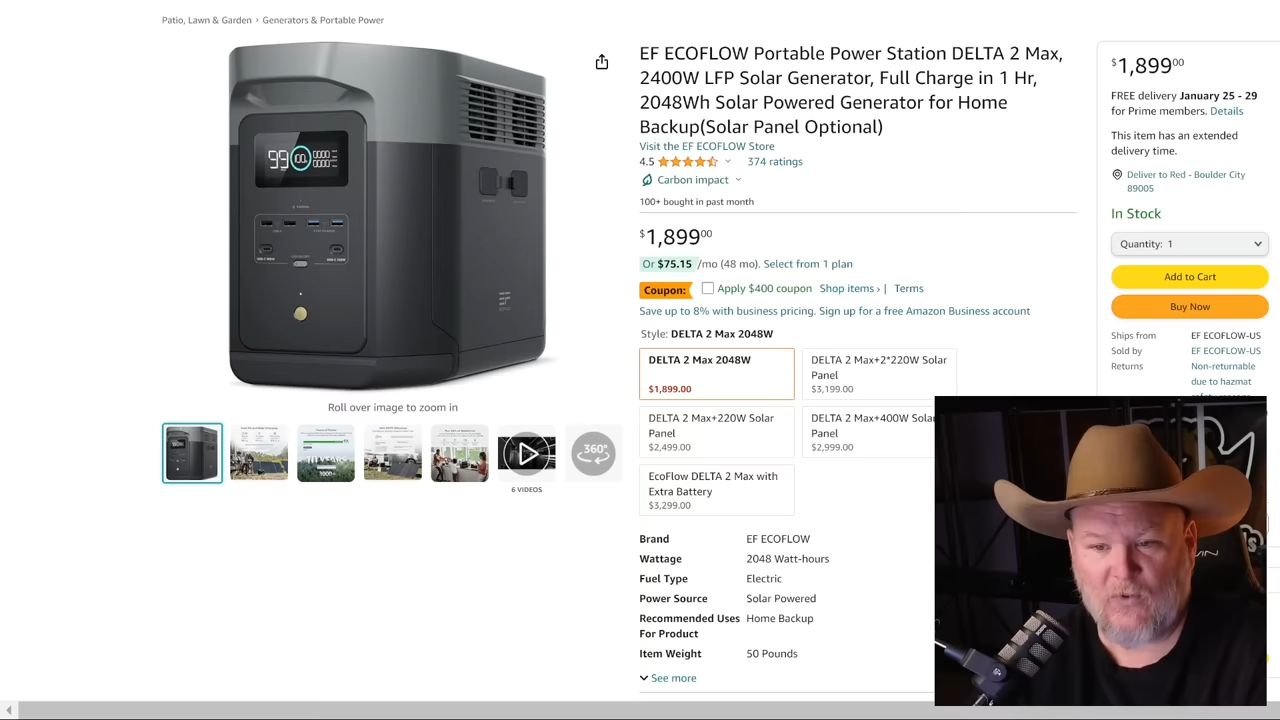 Patio, Lawn & Garden › Generators & Portable Power
EF ECOFLOW Portable Power Station DELTA 2 Max,
2400W LFP Solar Generator, Full Charge in 1 Hr,
2048Wh Solar Powered Generator for Home
Backup(Solar Panel Optional)
Visit the EF ECOFLOW Store
4.5
374 ratings
Carbon impact
100+ bought in past month
$1,899.00
Or $75.15 /mo (48 mo). Select from 1 plan
Coupon: Apply $400 coupon Shop items › | Terms
Save up to 8% with business pricing. Sign up for a free Amazon Business account
Style: DELTA 2 Max 2048W
DELTA 2 Max 2048W
$1,899.00
DELTA 2 Max+2*220W Solar
Panel
$3,199.00
DELTA 2 Max+220W Solar
Panel
$2,499.00
DELTA 2 Max+400W Solar
Panel
$2,999.00
EcoFlow DELTA 2 Max with
Extra Battery
$3,299.00
Brand EF ECOFLOW
Wattage 2048 Watt-hours
Fuel Type Electric
Power Source Solar Powered
Recommended Uses Home Backup
For Product
Item Weight 50 Pounds
See more
99
100
Roll over image to zoom in
6 VIDEOS
360°
$1,899.00
FREE delivery January 25 - 29
for Prime members. Details
This item has an extended
delivery time.
Deliver to Red - Boulder City
89005
In Stock
Quantity: 1
Add to Cart
Buy Now
Ships from EF ECOFLOW-US
Sold by EF ECOFLOW-US
Returns Non-returnable
due to hazmat